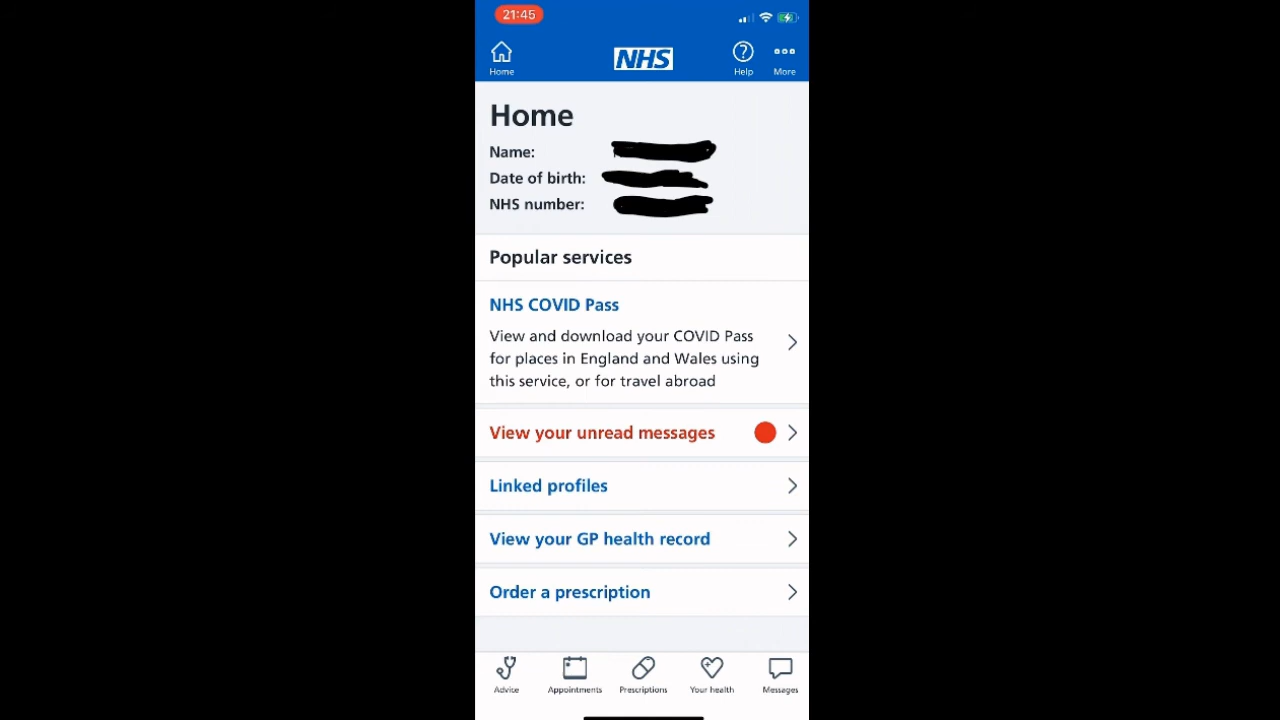 21:45
Home
NHS
Help
More
Home
Name:
Date of birth:
NHS number:
Popular services
NHS COVID Pass
View and download your COVID Pass
for places in England and Wales using
this service, or for travel abroad
View your unread messages
Linked profiles
View your GP health record
Order a prescription
Advice
Appointments
Prescriptions
Your health
Messages